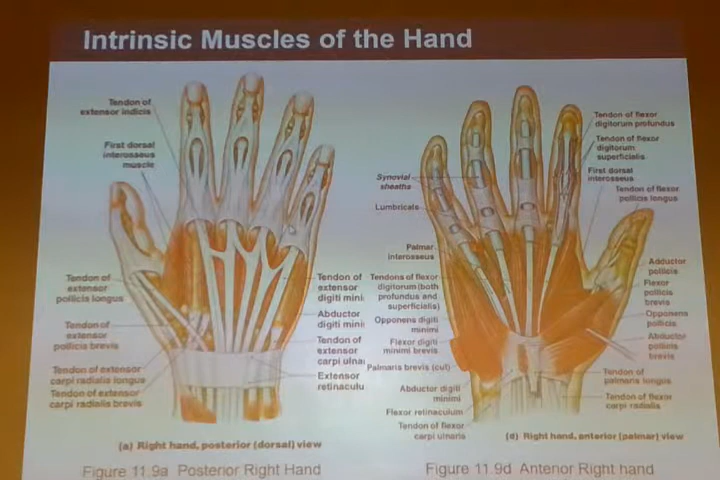 Intrinsic Muscles of the Hand
Tendon of
extensor indicis
First dorsal
interosseus
muscle
Tendon of
extensor
pollicis longus
Tendon of
extensor
pollicis brevis
Tendon of extensor
carpi radialis longus
Tendon of extensor
carpi radialis brevis
Tendon of
extensor
digiti mini
Abductor
digiti mini
Tendon of
extensor
carpi ulna
Extensor
retinaculu
(a) Right hand, posterior (dorsal) view
Figure 11.9a Posterior Right Hand
Synovial
sheaths
Lumbricals
Palmar
interosseus
Tendons of flexor
digitorum (both
profundus and
superficialis)
Opponens digiti
minimi
Flexor digiti
minimi brevis
Palmaris brevis (cut)
Abductor digiti
minimi
Flexor retinaculum
Tendon of flexor
carpi ulnaris
Tendon of flexor
digitorum profundus
Tendon of flexor
digitorum
superficialis
First dorsal
interosseus
Tendon of flexor
pollicis longus
Adductor
pollicis
Flexor
pollicis
brevis
Opponens
pollicis
Abductor
pollicis
brevis
Tendon of
palmaris longus
Tendon of flexor
carpi radialis
(d) Right hand, anterior (palmar) view
Figure 11.9d Anterior Right hand